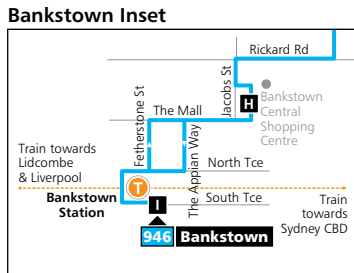 Bankstown Inset
Rickard Rd
Jacobs St
H
Bankstown
Central
Shopping
Centre
Fetherstone St
The Mall
The Appian Way
Train towards
Lidcombe
& Liverpool
North Tce
T
Bankstown
Station
I
South Tce
Train
towards
Sydney CBD
946 Bankstown